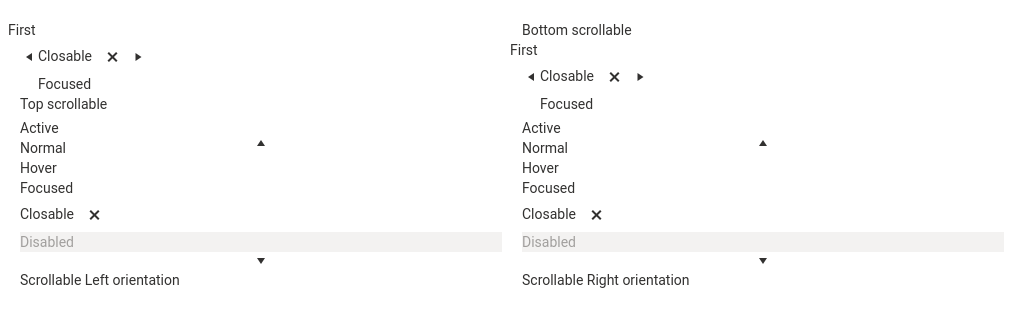 First
Closable
Focused
Top scrollable
Active
Normal
Hover
Focused
Closable
Disabled
Scrollable Left orientation
Bottom scrollable
First
Closable
Focused
Active
Normal
Hover
Focused
Closable
Disabled
Scrollable Right orientation